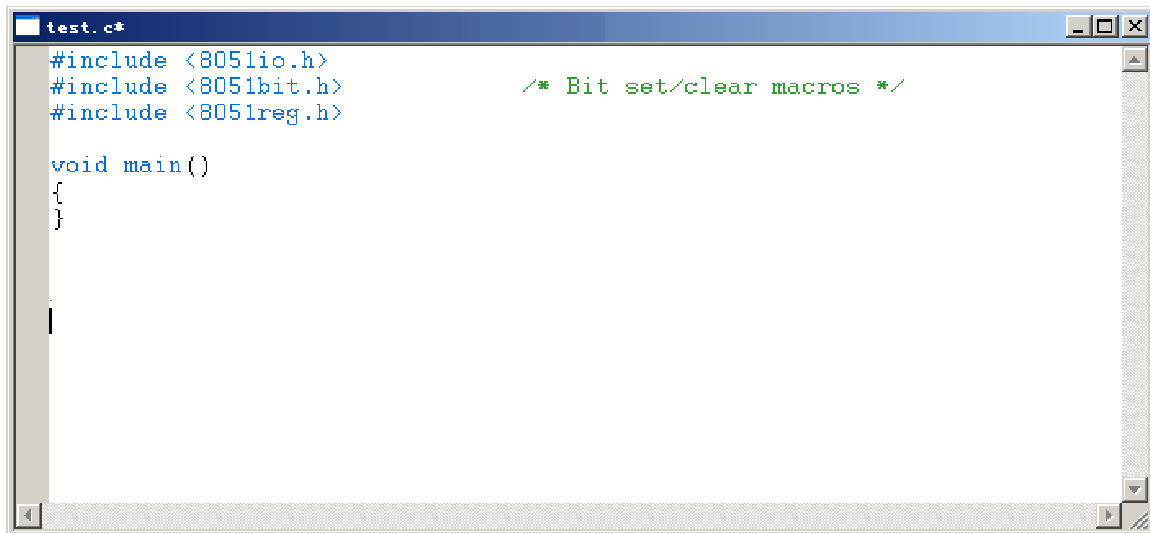 test.c*
#include <8051io.h>
#include <8051bit.h> /* Bit set/clear macros */
#include <8051reg.h>
void main()
{
}